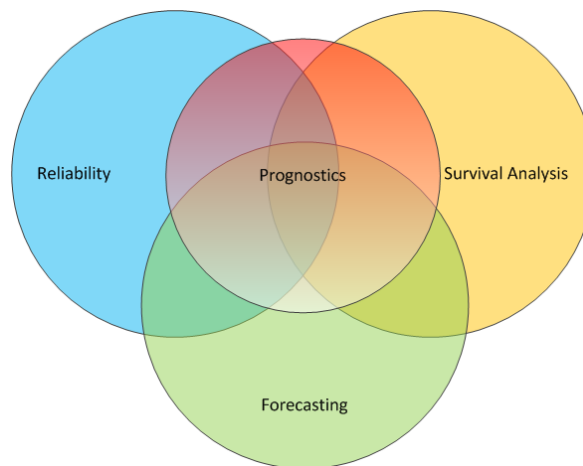 Reliability
Prognostics
Survival Analysis
Forecasting